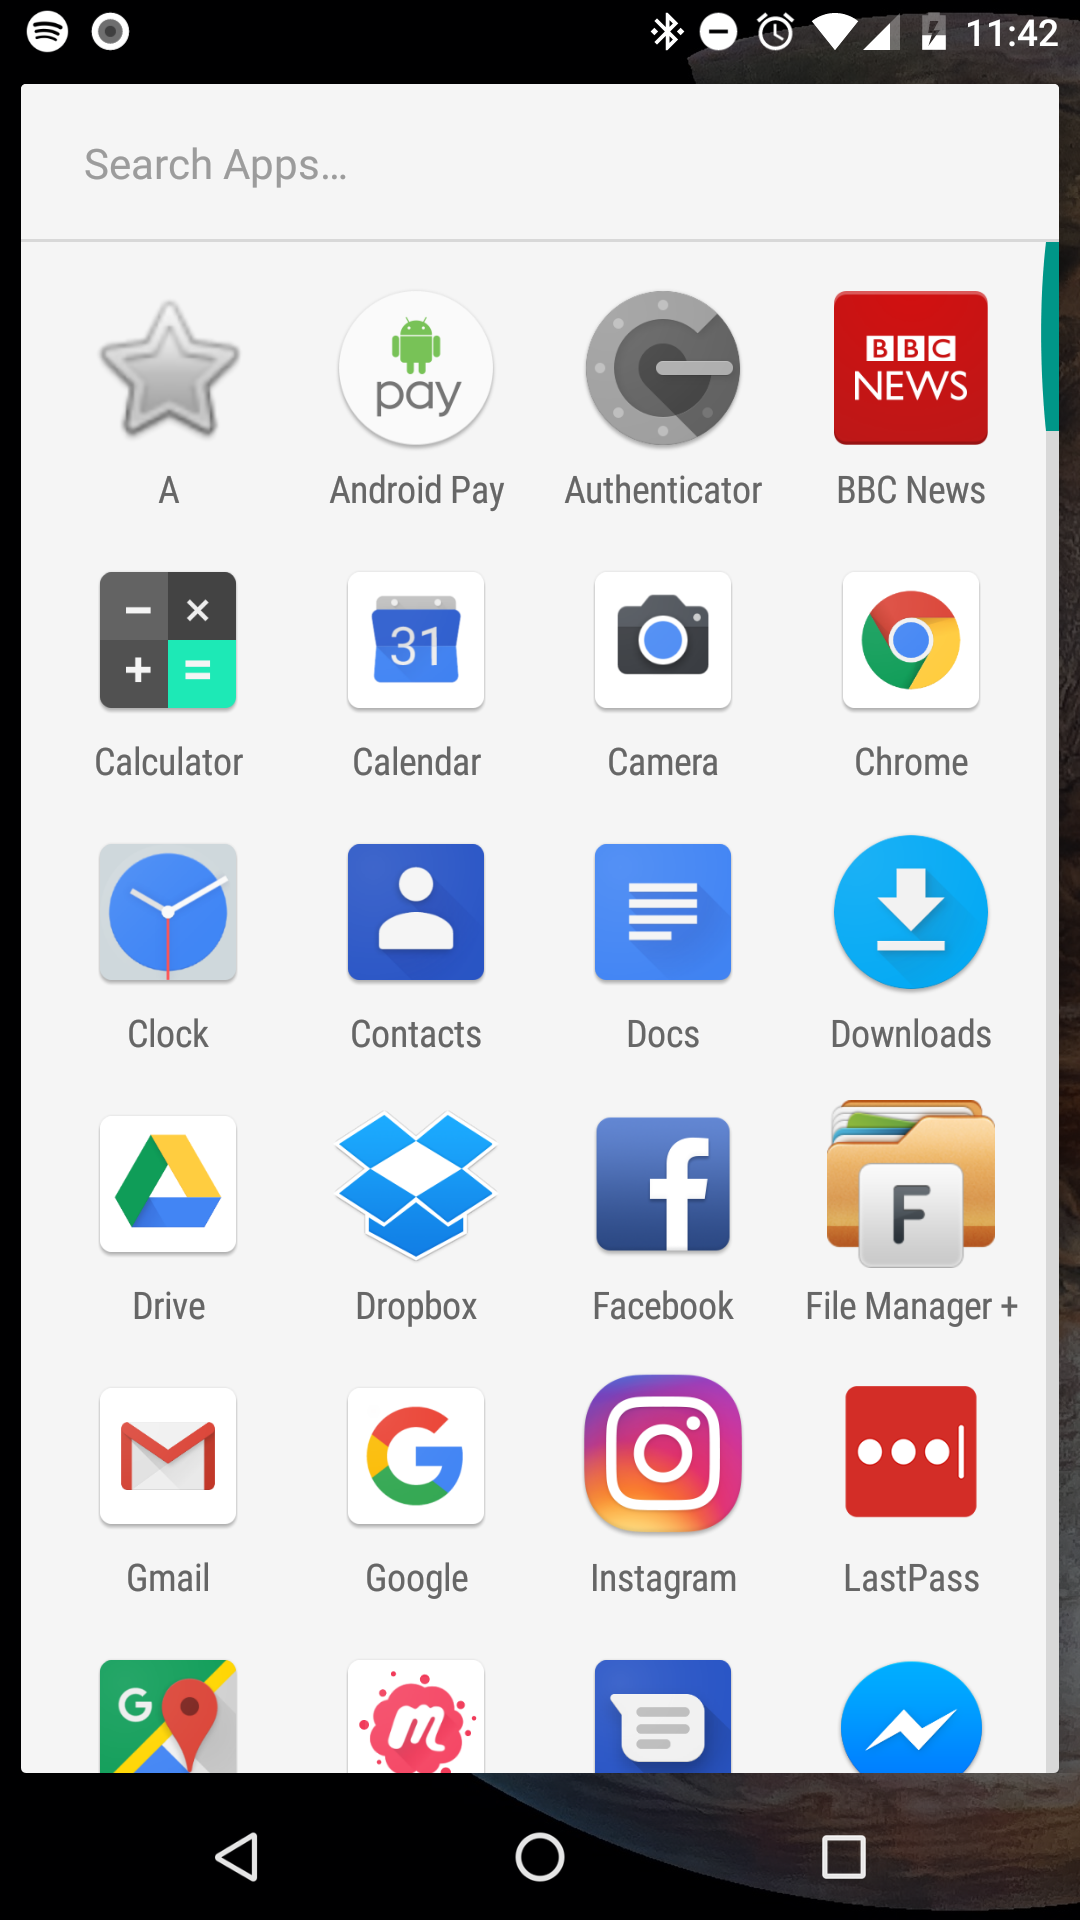 11:42
Search Apps...
pay
BBC
NEWS
A
Android Pay
Authenticator
BBC News
31
Calculator
Calendar
Camera
Chrome
Clock
Contacts
Docs
Downloads
f
F
Drive
Dropbox
Facebook
File Manager +
G
Gmail
Google
Instagram
LastPass
G
m